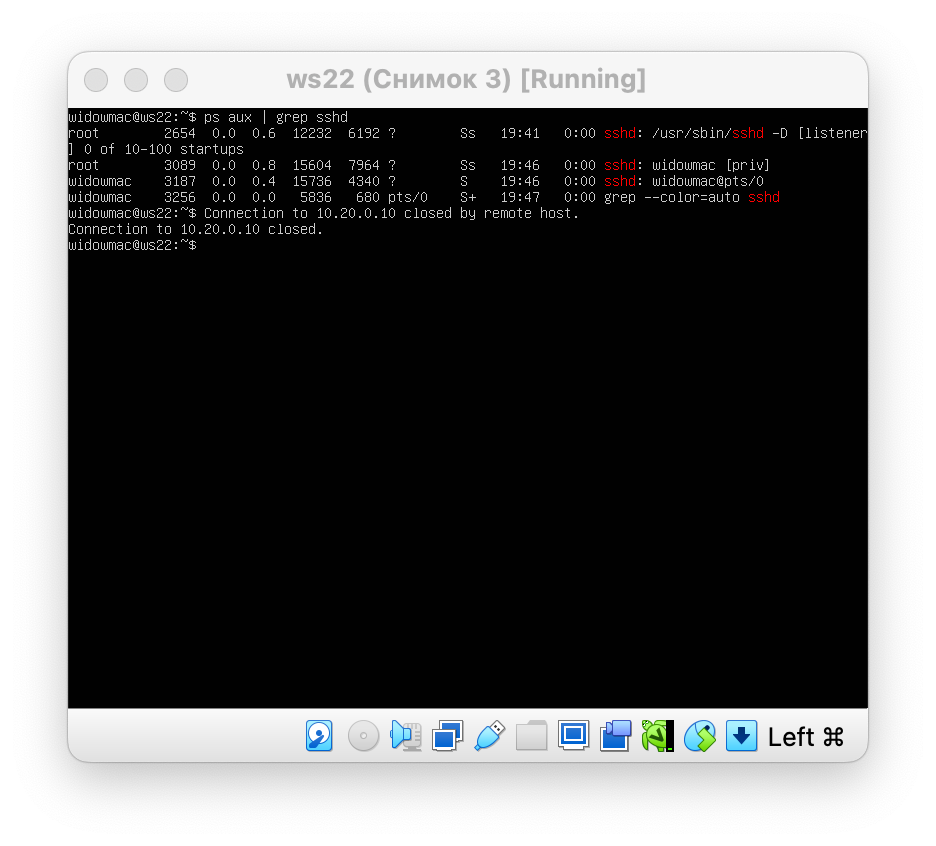 ws22 (Снимок 3) [Running]
widowmac@ws22:~$ ps aux | grep sshd
root 2654 0.0 0.6 12232 6192 ? Ss 19:41 0:00 sshd: /usr/sbin/sshd -D [listener
] 0 of 10-100 startups
root 3089 0.0 0.8 15604 7964 ? Ss 19:46 0:00 sshd: widowmac [priv]
widowmac 3187 0.0 0.4 15736 4340 ? S 19:46 0:00 sshd: widowmac@pts/0
widowmac 3256 0.0 0.0 5836 680 pts/0 S+ 19:47 0:00 grep --color=auto sshd
widowmac@ws22:~$ Connection to 10.20.0.10 closed by remote host.
Connection to 10.20.0.10 closed.
widowmac@ws22:~$
Left ⌘